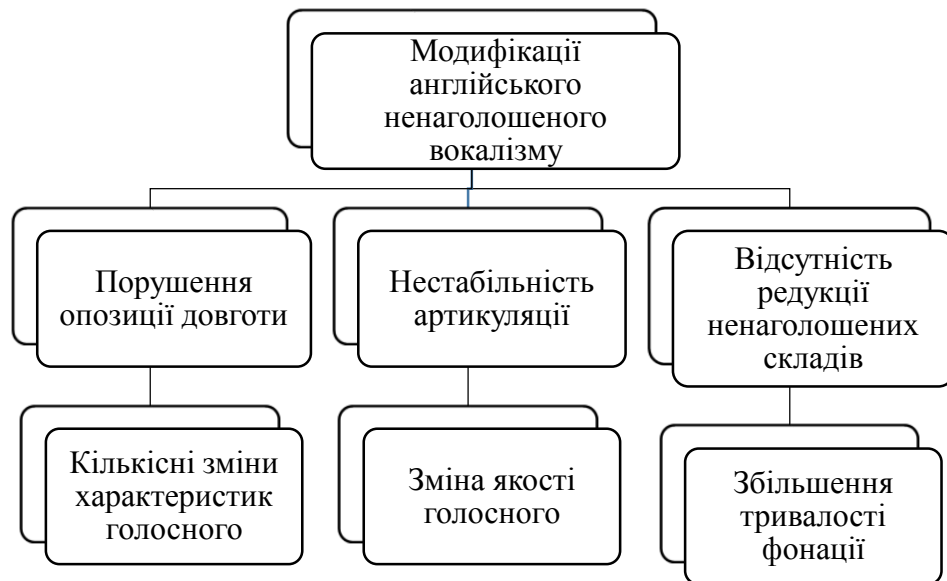 Модифікації
англійського
ненаголошеного
вокалізму
Порушення
опозиції довготи
Нестабільність
артикуляції
Відсутність
редукції
ненаголошених
складів
Кількісні зміни
характеристик
голосного
Зміна якості
голосного
Збільшення
тривалості
фонації